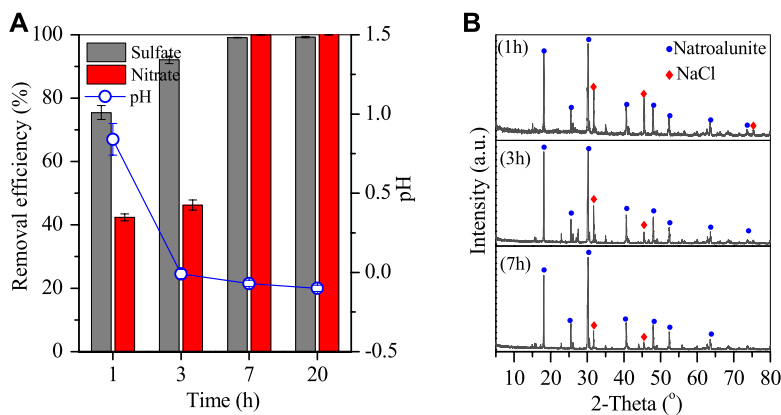 A
Removal efficiency (%)
100
80
60
40
20
0
Sulfate
Nitrate
pH
1.5
1.0
0.5
0.0
-0.5
pH
1
3
7
20
Time (h)
B
Intensity (a.u.)
(1h)
Natroalunite
NaCl
(3h)
(7h)
10
20
30
40
50
60
70
80
2-Theta (°)